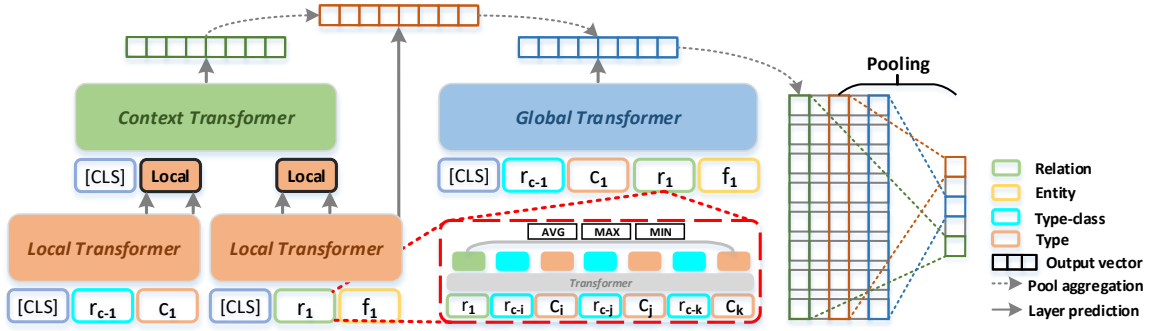 Context Transformer
[CLS] Local Local
Local Transformer Local Transformer
[CLS] r_{c-1} c_1 [CLS] r_1 f_1
Global Transformer
[CLS] r_{c-1} c_1 r_1 f_1
AVG MAX MIN
Transformer
r_1 r_{c-i} C_i r_{c-j} C_j r_{c-k} C_k
Pooling
Relation
Entity
Type-class
Type
Output vector
Pool aggregation
Layer prediction